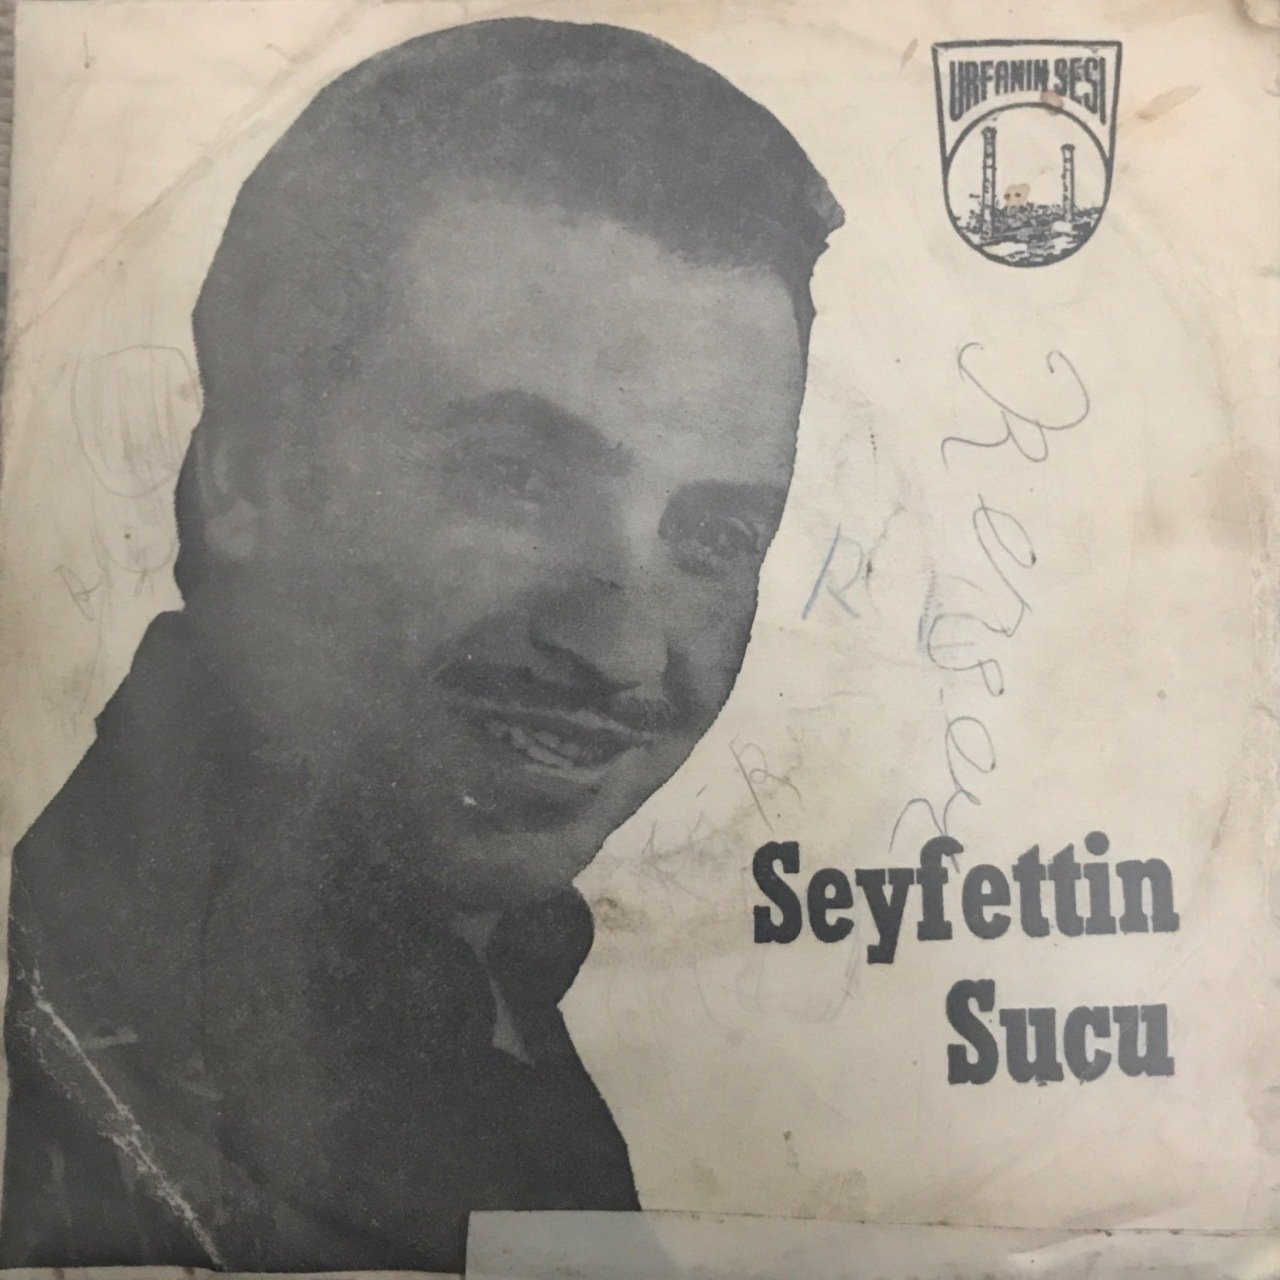 URFANIN SESİ
R
Seyfettin
Sucu